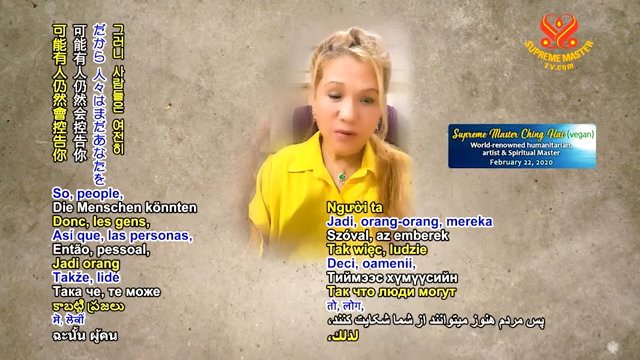 그러니 사람들은 여전히
だから 人々はまだあなたを
可能有人仍然会控告你
可能有人仍然會控告你
So, people,
Die Menschen könnten
Donc, les gens,
Así que, las personas,
Então, pessoal,
Jadi orang
Takže, lidé
Така че, те може
కాబట్టి ప్రజలు
ਸੋ, ਲੋਕੀਂ
ฉะนั้น ผู้คน
Người ta
Jadi, orang-orang, mereka
Szóval, az emberek
Tak więc, ludzie
Deci, oamenii,
Тиймээс хүмүүсийн
Так что люди могут
तो, लोग,
پس مردم هنوز میتوانند از شما شکایت کنند،
لذلك،
SUPREME MASTER
TV.com
Supreme Master Ching Hai (vegan)
World-renowned humanitarian,
artist & Spiritual Master
February 22, 2020